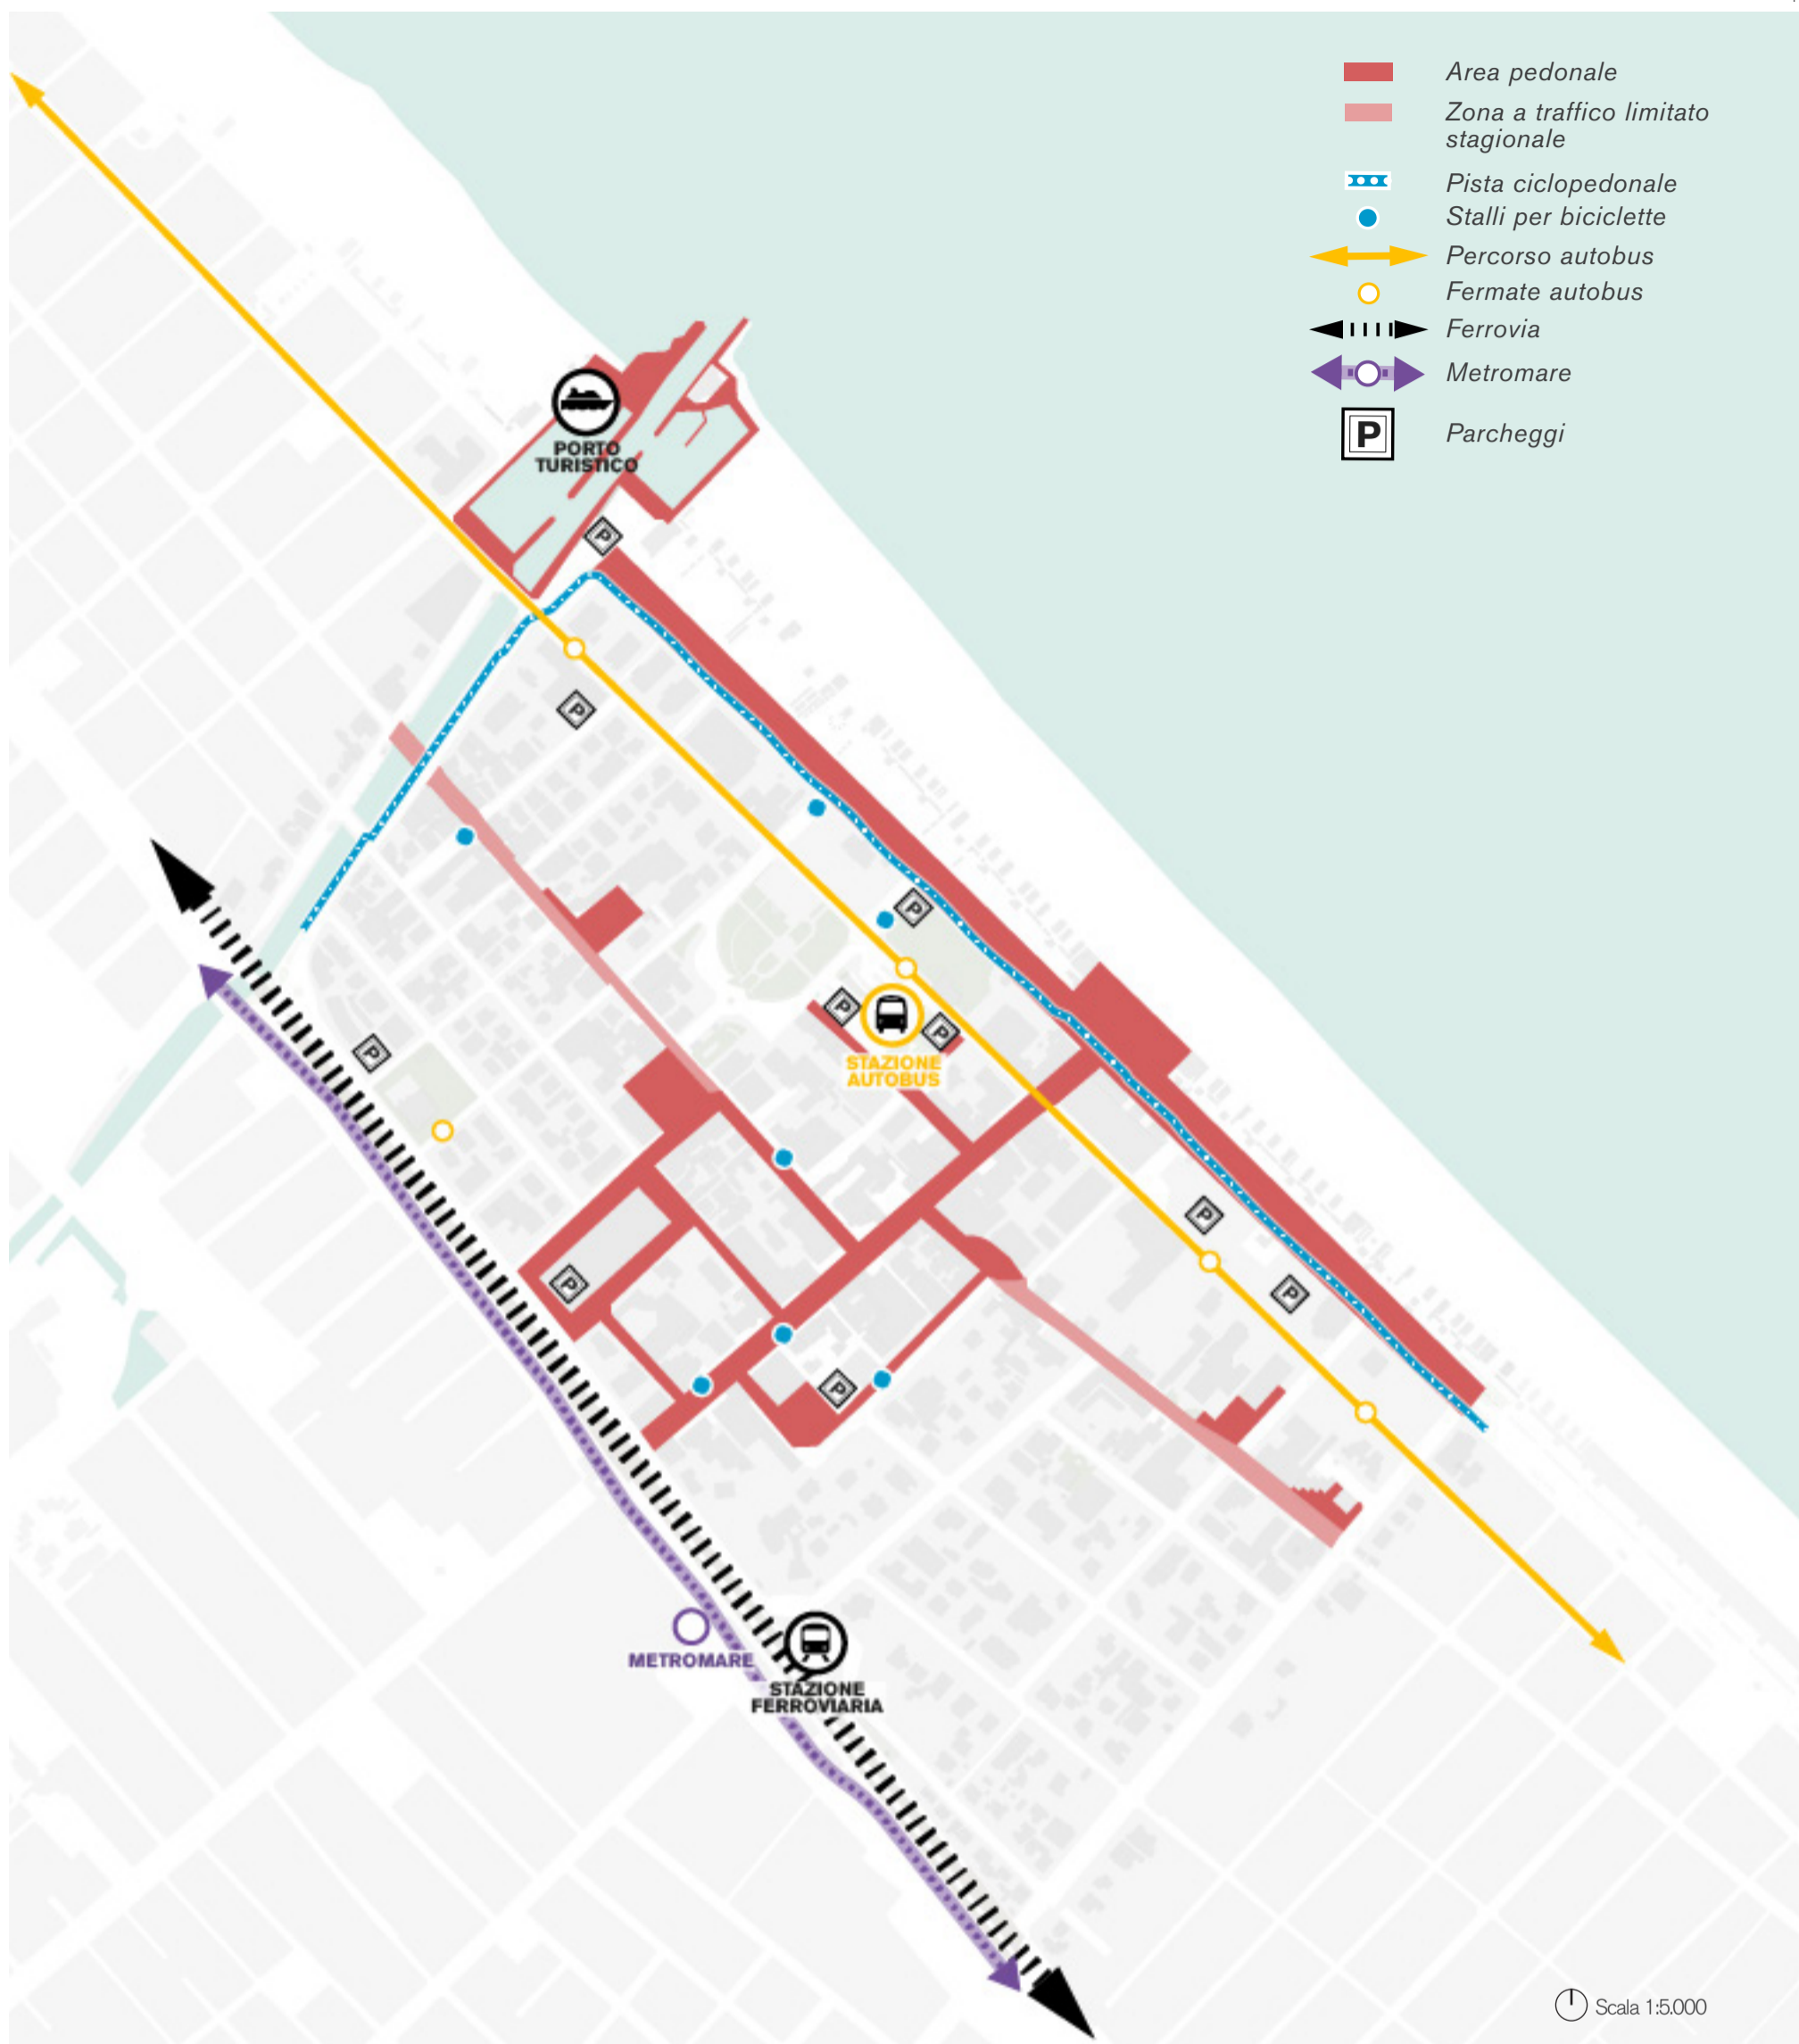 Area pedonale
Zona a traffico limitato
stagionale
Pista ciclopedonale
Stalli per biciclette
Percorso autobus
Fermate autobus
Ferrovia
Metromare
P
Parcheggi
PORTO
TURISTICO
P
P
P
P
P
STAZIONE
AUTOBUS
P
P
P
P
P
METROMARE
STAZIONE
FERROVIARIA
Scala 1:5.000